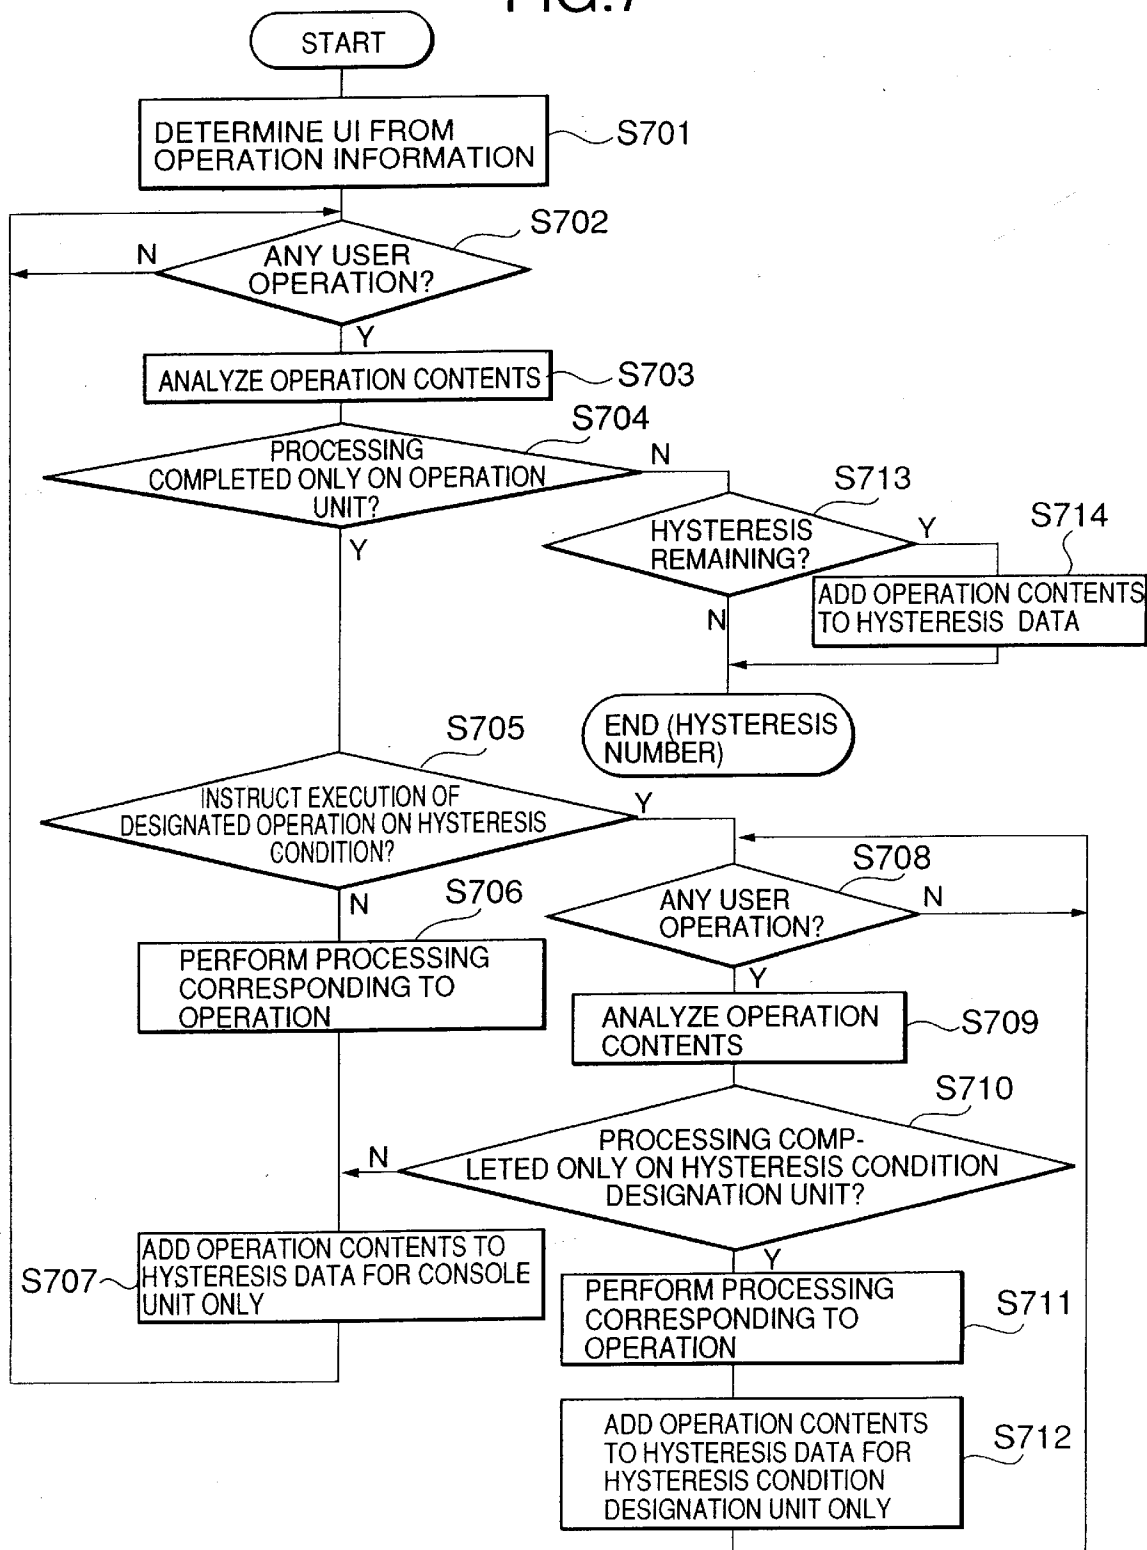 FIG.7
START
DETERMINE UI FROM
OPERATION INFORMATION
S701
S702
N
ANY USER
OPERATION?
Y
ANALYZE OPERATION CONTENTS
S703
S704
PROCESSING
COMPLETED ONLY ON OPERATION
UNIT?
N
Y
S713
HYSTERESIS
REMAINING?
Y
N
S714
ADD OPERATION CONTENTS
TO HYSTERESIS DATA
END (HYSTERESIS
NUMBER)
S705
INSTRUCT EXECUTION OF
DESIGNATED OPERATION ON HYSTERESIS
CONDITION?
Y
N
S706
PERFORM PROCESSING
CORRESPONDING TO
OPERATION
S708
ANY USER
OPERATION?
N
Y
ANALYZE OPERATION
CONTENTS
S709
S710
PROCESSING COMP-
LETED ONLY ON HYSTERESIS CONDITION
DESIGNATION UNIT?
N
Y
S707
ADD OPERATION CONTENTS TO
HYSTERESIS DATA FOR CONSOLE
UNIT ONLY
PERFORM PROCESSING
CORRESPONDING TO
OPERATION
S711
ADD OPERATION CONTENTS
TO HYSTERESIS DATA FOR
HYSTERESIS CONDITION
DESIGNATION UNIT ONLY
S712